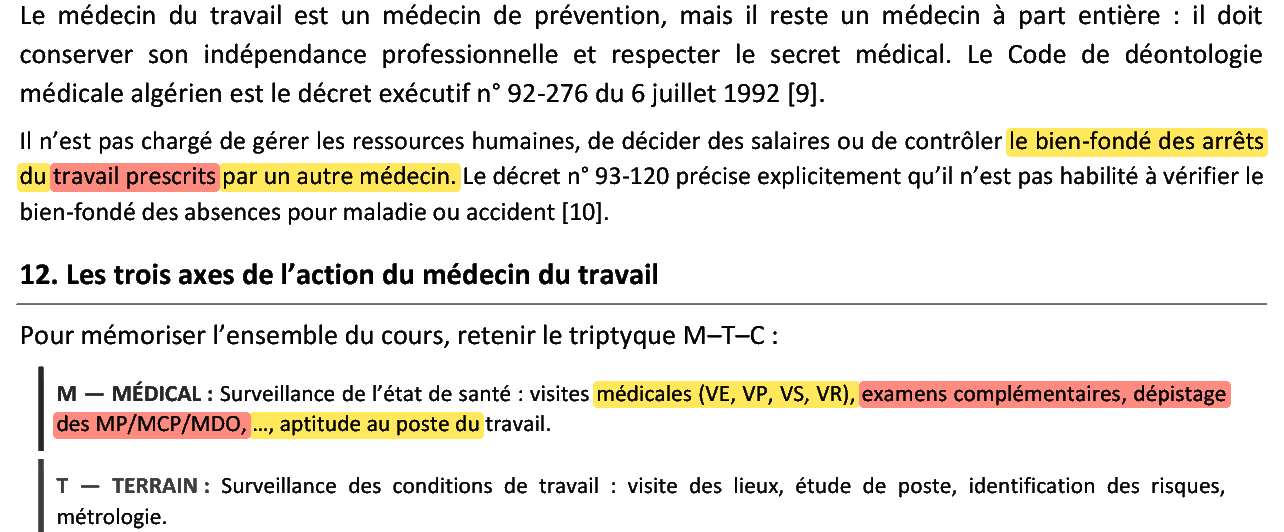 Le médecin du travail est un médecin de prévention, mais il reste un médecin à part entière : il doit
conserver son indépendance professionnelle et respecter le secret médical. Le Code de déontologie
médicale algérien est le décret exécutif n° 92-276 du 6 juillet 1992 [9].
Il n’est pas chargé de gérer les ressources humaines, de décider des salaires ou de contrôler le bien-fondé des arrêts
du travail prescrits par un autre médecin. Le décret n° 93-120 précise explicitement qu’il n’est pas habilité à vérifier le
bien-fondé des absences pour maladie ou accident [10].
12. Les trois axes de l’action du médecin du travail
Pour mémoriser l’ensemble du cours, retenir le triptyque M–T–C :
M — MÉDICAL : Surveillance de l’état de santé : visites médicales (VE, VP, VS, VR), examens complémentaires, dépistage
des MP/MCP/MDO, …, aptitude au poste du travail.
T — TERRAIN : Surveillance des conditions de travail : visite des lieux, étude de poste, identification des risques,
métrologie.